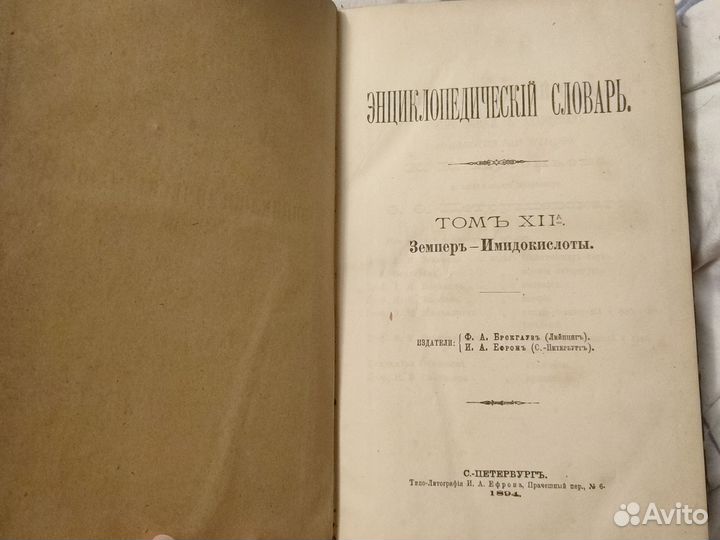 ЭНЦИКЛОПЕДИЧЕСКІЙ СЛОВАРЬ.
ТОМЪ XIIА.
Земперъ – Имидокислоты.
ИЗДАТЕЛИ: { Ф. А. Брокгаузъ (Лейпцигъ).
И. А. Ефронъ (С.-Петербургъ).
С.-ПЕТЕРБУРГЪ.
Типо-Литографія И. А. Ефрона, Прачешный пер., № 6.
1894.
Avito